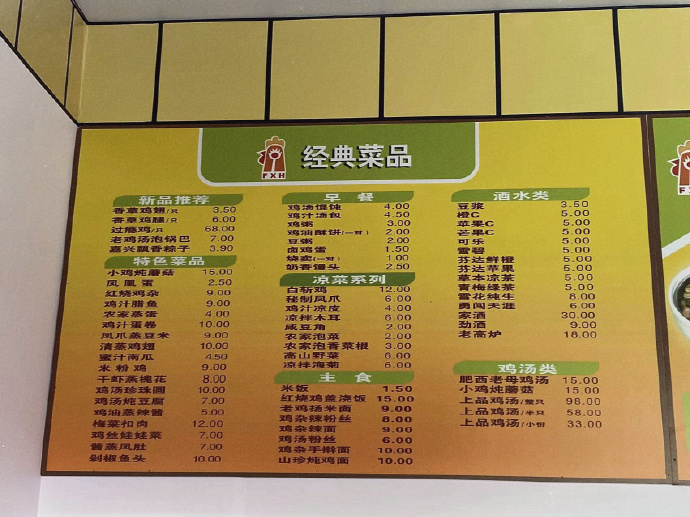 经典菜品
FXH
FXH
新品推荐
香草鸡翅/只 3.50
香草鸡腿/只 6.00
过瘾鸡/只 68.00
老鸡汤泡锅巴 7.00
嘉兴飘香粽子 3.90
特色菜品
小鸡炖蘑菇 15.00
凤凰蛋 2.50
红烧鸡杂 9.00
鸡汁腊鱼 9.00
农家蒸蛋 4.00
鸡汁蛋卷 10.00
凤爪蒸豆米 9.00
清蒸鸡翅 10.00
蜜汁南瓜 4.50
米粉鸡 9.00
干虾蒸搅花 8.00
鸡汤珍珠圆 10.00
鸡汤炖豆腐 7.00
鸡油蒸辣酱 5.00
梅菜扣肉 12.00
鸡丝娃娃菜 7.00
酱蒸凤肚 7.00
剁椒鱼头 10.00
早餐
鸡汤馄饨 4.00
鸡汁汤包 4.50
鸡粥 3.00
鸡油酥饼(一对) 2.00
豆粥 2.00
卤鸡蛋 1.50
烧卖(一对) 1.00
奶香馒头 2.50
凉菜系列
白斩鸡 12.00
秘制凤爪 6.00
鸡汁凉皮 4.00
凉拌木耳 6.00
咸豆角 2.00
农家泡菜 2.00
农家泡香菜根 3.00
高山野菜 6.00
凉拌海菊 6.00
主食
米饭 1.50
红烧鸡盖浇饭 15.00
老鸡汤米面 9.00
鸡杂辣粉丝 8.00
鸡杂辣面 9.00
鸡汤粉丝 6.00
鸡杂手擀面 10.00
山珍炖鸡面 10.00
酒水类
豆浆 3.50
橙C 5.00
苹果C 5.00
芒果C 5.00
可乐 5.00
雪碧 5.00
芬达鲜橙 5.00
芬达苹果 5.00
草本凉茶 5.00
青梅绿茶 5.00
雪花纯生 8.00
勇闯天涯 6.00
家酒 30.00
劲酒 9.00
老高炉 18.00
鸡汤类
肥西老母鸡汤 15.00
小鸡炖蘑菇 15.00
上品鸡汤/整只 98.00
上品鸡汤/半只 58.00
上品鸡汤/小份 33.00